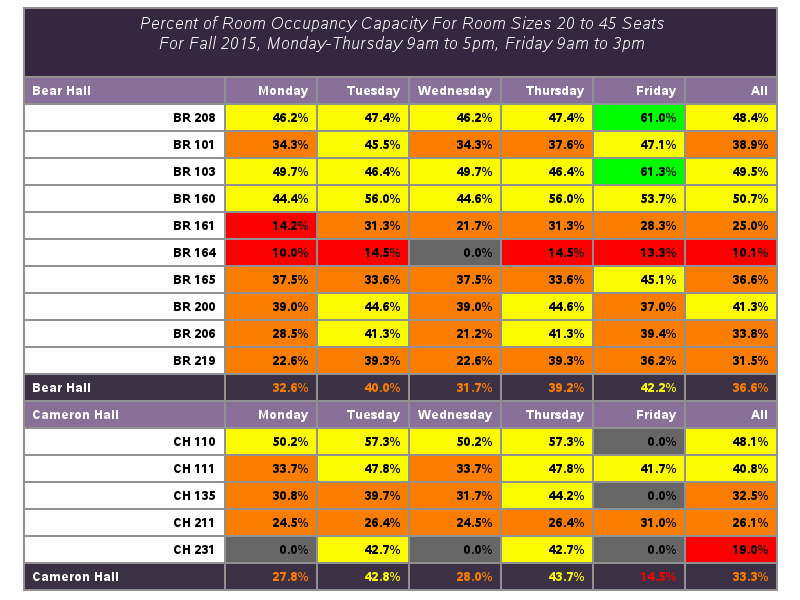 Percent of Room Occupancy Capacity For Room Sizes 20 to 45 Seats
For Fall 2015, Monday-Thursday 9am to 5pm, Friday 9am to 3pm
Bear Hall Monday Tuesday Wednesday Thursday Friday All
BR 208 46.2% 47.4% 46.2% 47.4% 61.0% 48.4%
BR 101 34.3% 45.5% 34.3% 37.6% 47.1% 38.9%
BR 103 49.7% 46.4% 49.7% 46.4% 61.3% 49.5%
BR 160 44.4% 56.0% 44.6% 56.0% 53.7% 50.7%
BR 161 14.2% 31.3% 21.7% 31.3% 28.3% 25.0%
BR 164 10.0% 14.5% 0.0% 14.5% 13.3% 10.1%
BR 165 37.5% 33.6% 37.5% 33.6% 45.1% 36.6%
BR 200 39.0% 44.6% 39.0% 44.6% 37.0% 41.3%
BR 206 28.5% 41.3% 21.2% 41.3% 39.4% 33.8%
BR 219 22.6% 39.3% 22.6% 39.3% 36.2% 31.5%
Bear Hall 32.6% 40.0% 31.7% 39.2% 42.2% 36.6%
Cameron Hall Monday Tuesday Wednesday Thursday Friday All
CH 110 50.2% 57.3% 50.2% 57.3% 0.0% 48.1%
CH 111 33.7% 47.8% 33.7% 47.8% 41.7% 40.8%
CH 135 30.8% 39.7% 31.7% 44.2% 0.0% 32.5%
CH 211 24.5% 26.4% 24.5% 26.4% 31.0% 26.1%
CH 231 0.0% 42.7% 0.0% 42.7% 0.0% 19.0%
Cameron Hall 27.8% 42.8% 28.0% 43.7% 14.5% 33.3%